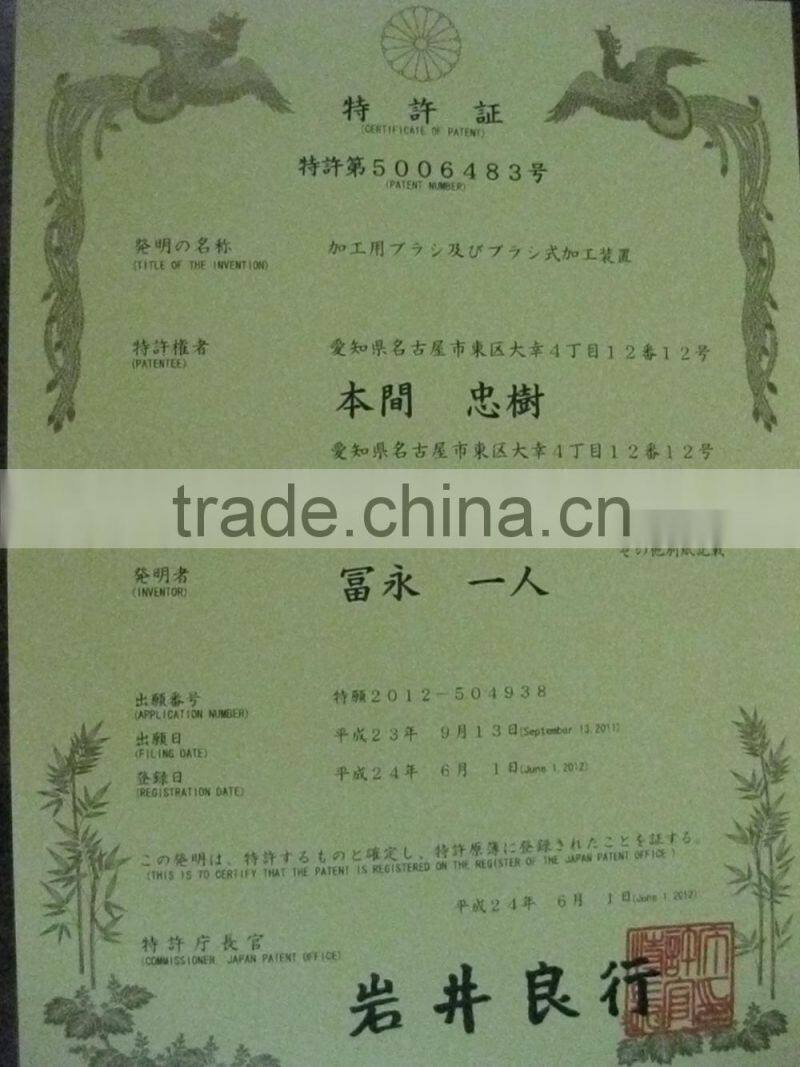 特許証
(CERTIFICATE OF PATENT)
特許第5006483号
(PATENT NUMBER)
発明の名称
(TITLE OF THE INVENTION)
加工用ブラシ及びブラシ式加工装置
特許権者
(PATENTEE)
愛知県名古屋市東区大幸4丁目12番12号
本間 忠樹
愛知県名古屋市東区大幸4丁目12番12号
trade.china.cn
その他別紙記載
発明者
(INVENTOR)
冨永 一人
出願番号
(APPLICATION NUMBER)
特願2012-504938
出願日
(FILING DATE)
平成23年 9月13日(September 13,2011)
登録日
(REGISTRATION DATE)
平成24年 6月 1日(June 1,2012)
この発明は、特許するものと確定し、特許原簿に登録されたことを証する。
(THIS IS TO CERTIFY THAT THE PATENT IS REGISTERED ON THE REGISTER OF THE JAPAN PATENT OFFICE)
平成24年 6月 1日(June 1,2012)
特許庁長官
(COMMISSIONER, JAPAN PATENT OFFICE)
岩井良行